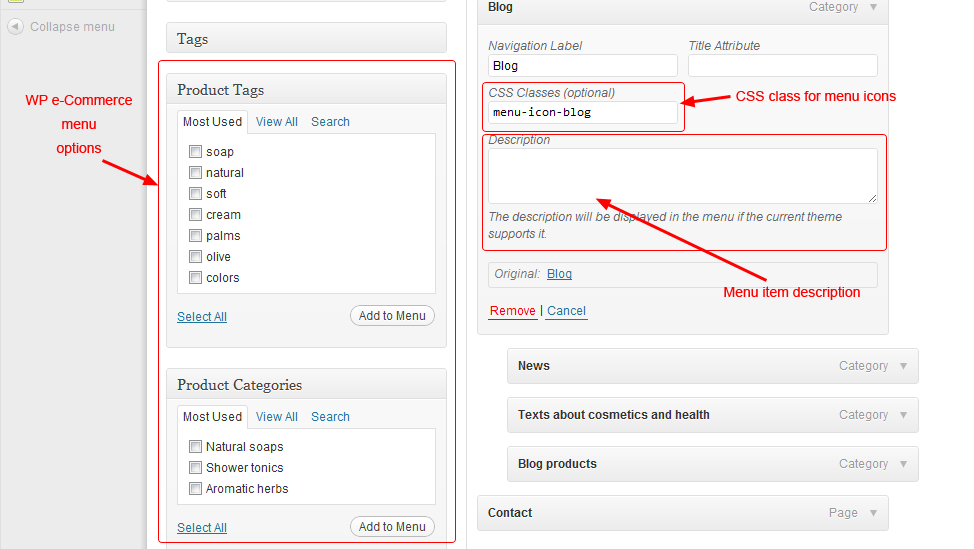 Collapse menu
WP e-Commerce
menu
options
Tags
Product Tags
Most Used View All Search
soap
natural
soft
cream
palms
olive
colors
Select All Add to Menu
Product Categories
Most Used View All Search
Natural soaps
Shower tonics
Aromatic herbs
Select All Add to Menu
Blog Category
Navigation Label Title Attribute
Blog
CSS Classes (optional)
menu-icon-blog
CSS class for menu icons
Description
The description will be displayed in the menu if the current theme
supports it.
Menu item description
Original: Blog
Remove | Cancel
News Category
Texts about cosmetics and health Category
Blog products Category
Contact Page